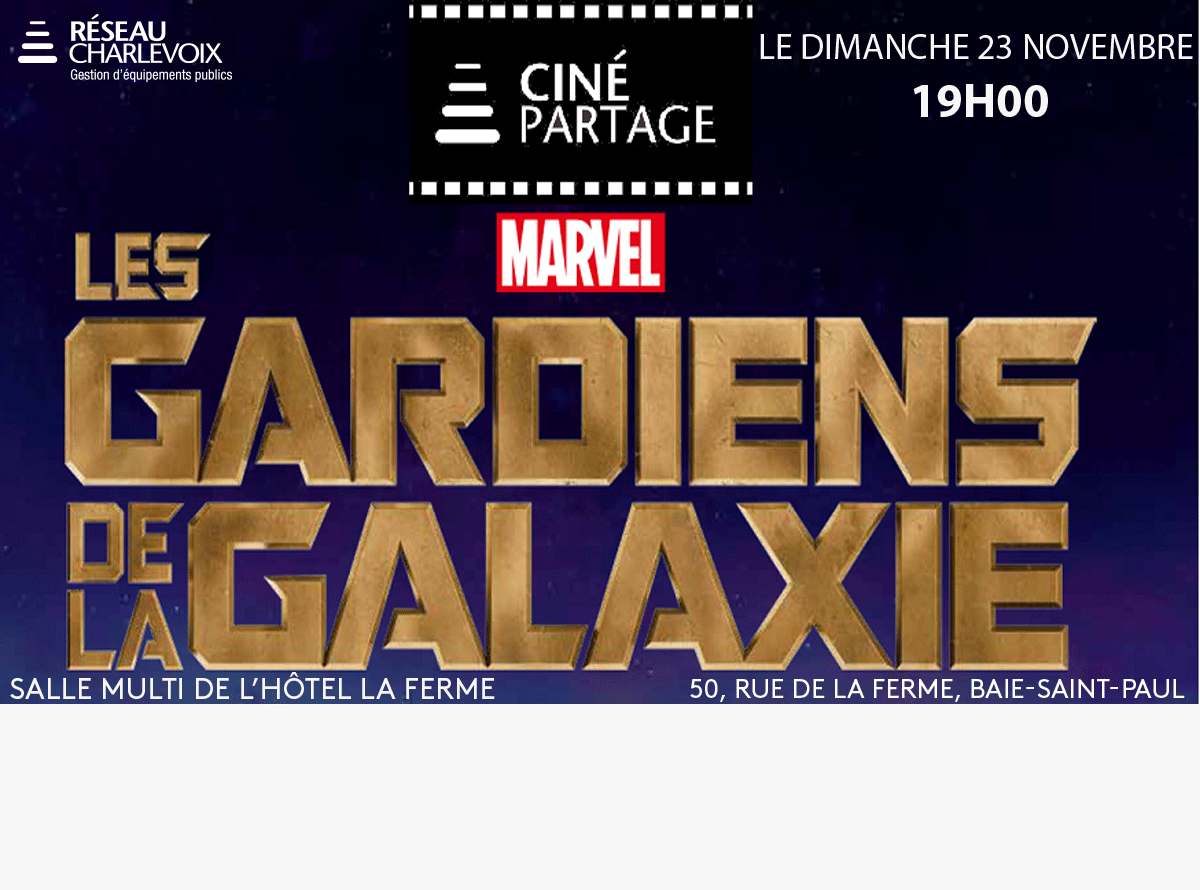 RÉSEAU
CHARLEVOIX
Gestion d'équipements publics
CINÉ
PARTAGE
LE DIMANCHE 23 NOVEMBRE
19H00
MARVEL
LES
GARDIENS
DE LA GALAXIE
SALLE MULTI DE L'HÔTEL LA FERME
50, RUE DE LA FERME, BAIE-SAINT-PAUL